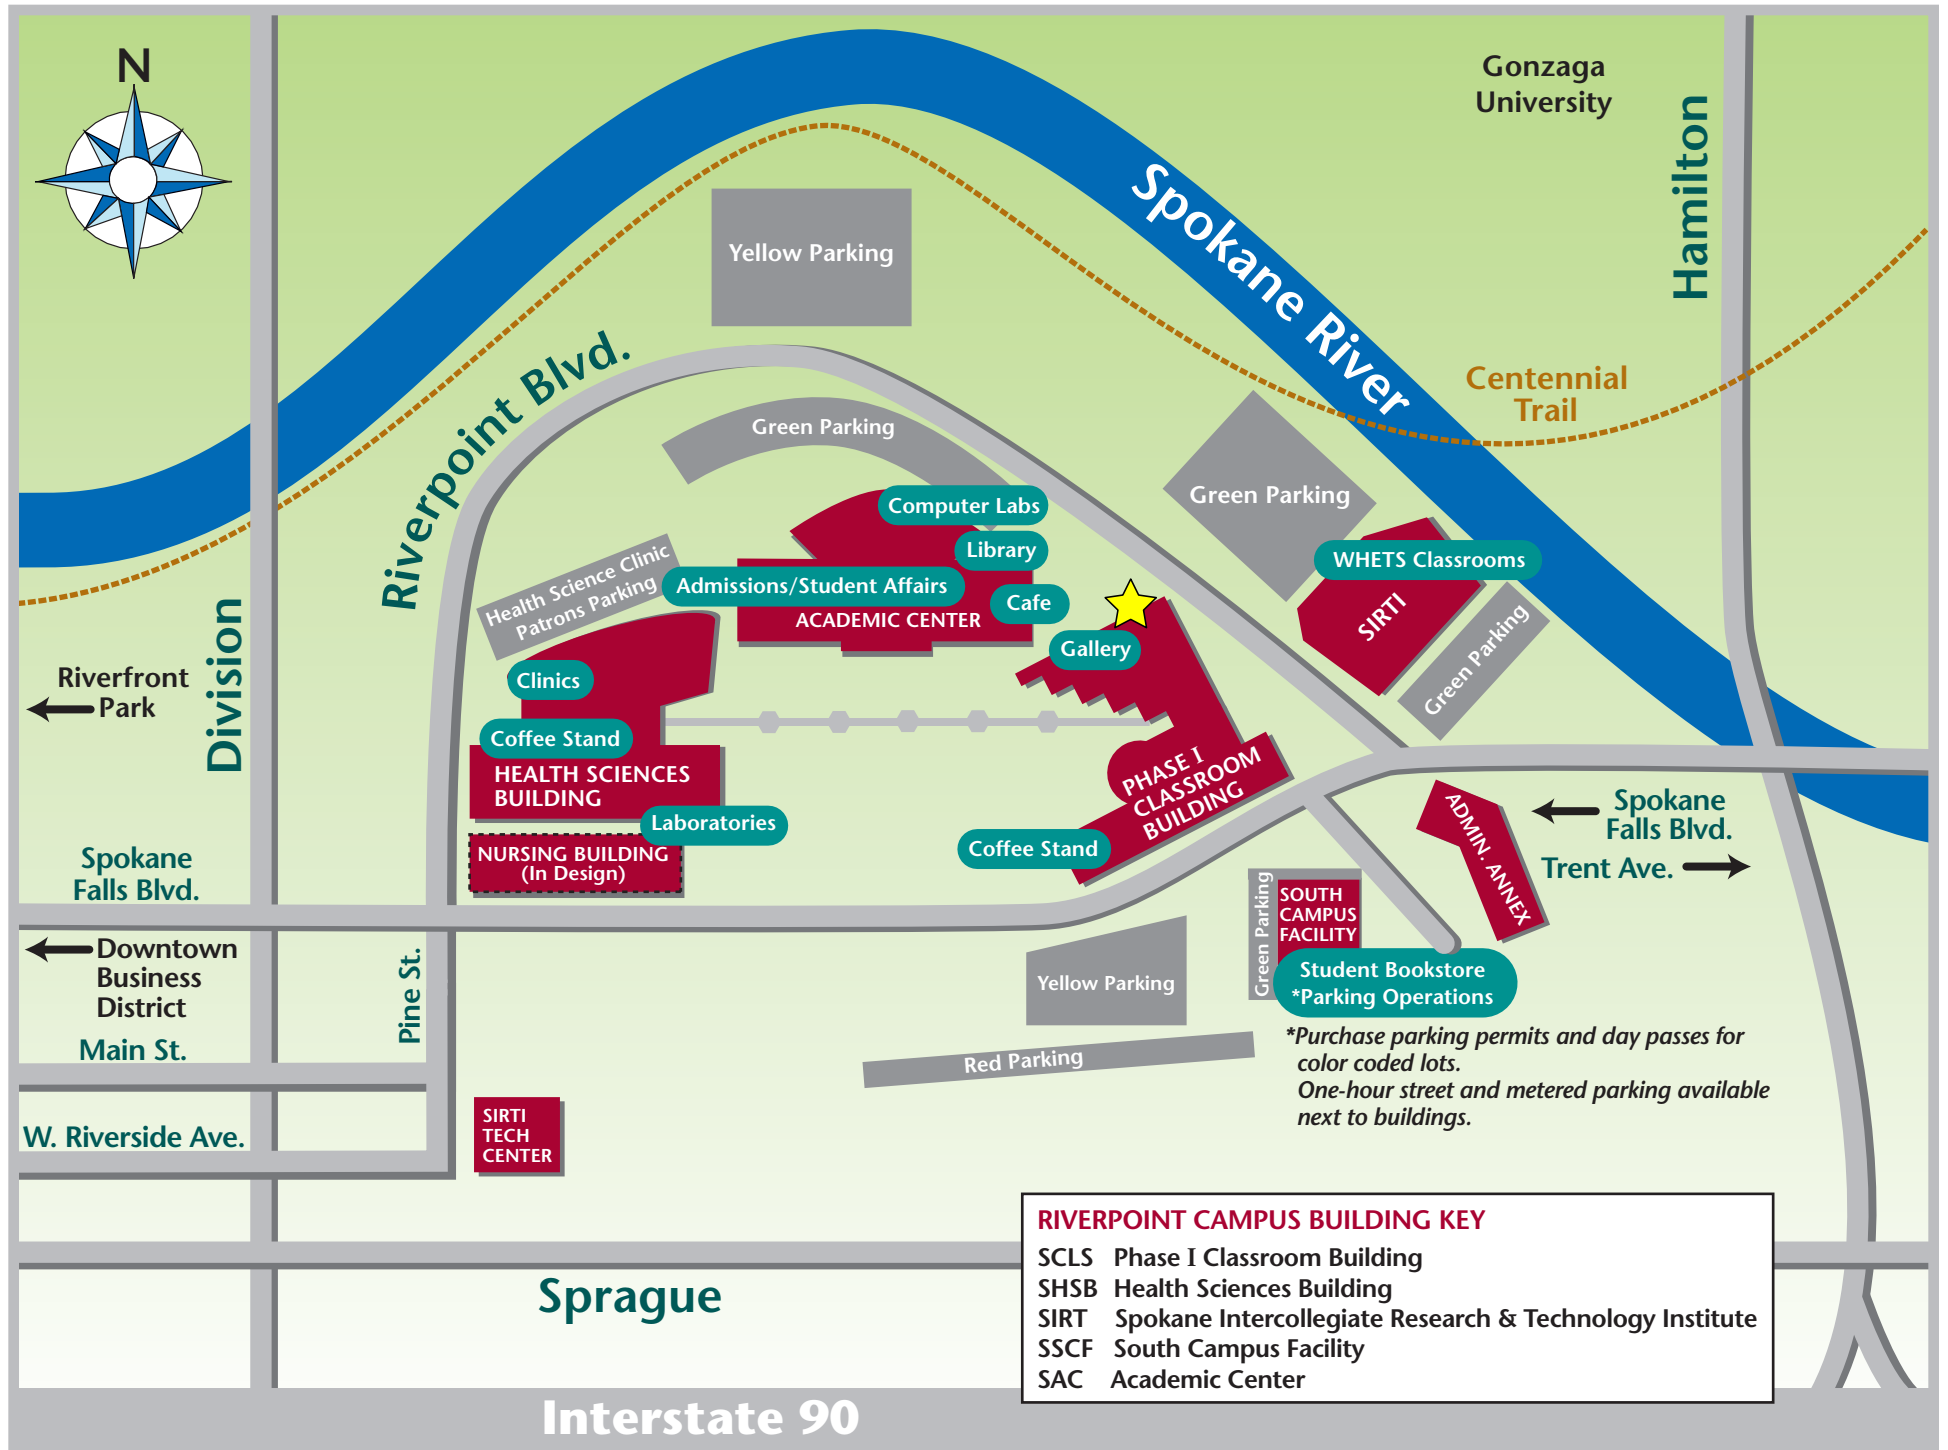 N
Gonzaga
University
Hamilton
Spokane River
Yellow Parking
Riverpoint Blvd.
Centennial
Trail
Green Parking
Green Parking
Computer Labs
Library
WHETS Classrooms
Health Science Clinic
Patrons Parking
Admissions/Student Affairs
Cafe
ACADEMIC CENTER
SIRTI
Green Parking
Gallery
Division
Riverfront
Park
Clinics
Coffee Stand
HEALTH SCIENCES
BUILDING
PHASE I
CLASSROOM
BUILDING
Laboratories
Coffee Stand
NURSING BUILDING
(In Design)
ADMIN. ANNEX
Spokane
Falls Blvd.
Trent Ave.
Spokane
Falls Blvd.
Green Parking
SOUTH
CAMPUS
FACILITY
Downtown
Business
District
Pine St.
Yellow Parking
Student Bookstore
*Parking Operations
*Purchase parking permits and day passes for
color coded lots.
One-hour street and metered parking available
next to buildings.
Main St.
Red Parking
W. Riverside Ave.
SIRTI
TECH
CENTER
RIVERPOINT CAMPUS BUILDING KEY
SCLS Phase I Classroom Building
SHSB Health Sciences Building
SIRT Spokane Intercollegiate Research & Technology Institute
SSCF South Campus Facility
SAC Academic Center
Sprague
Interstate 90